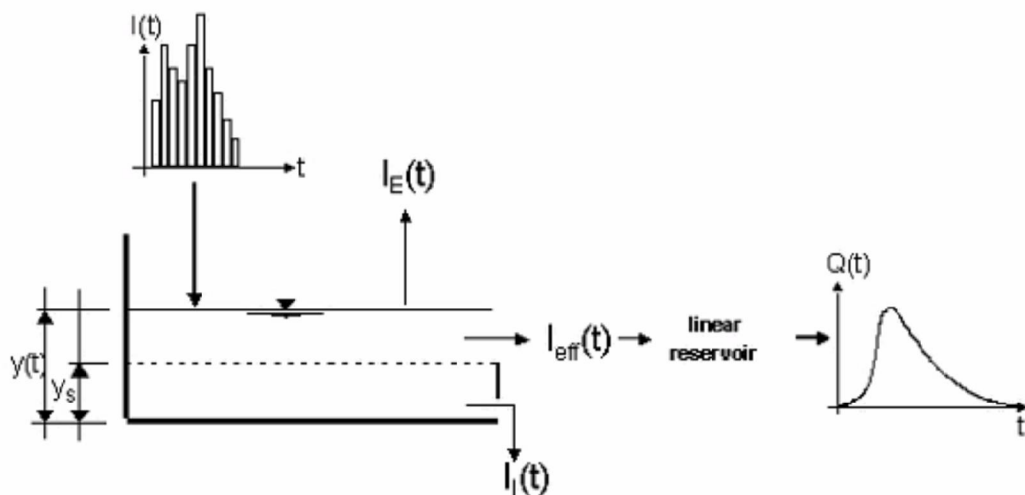 I(t)
t
I_E(t)
Q(t)
y(t)
y_s
I_eff(t)
linear
reservoir
t
I_I(t)